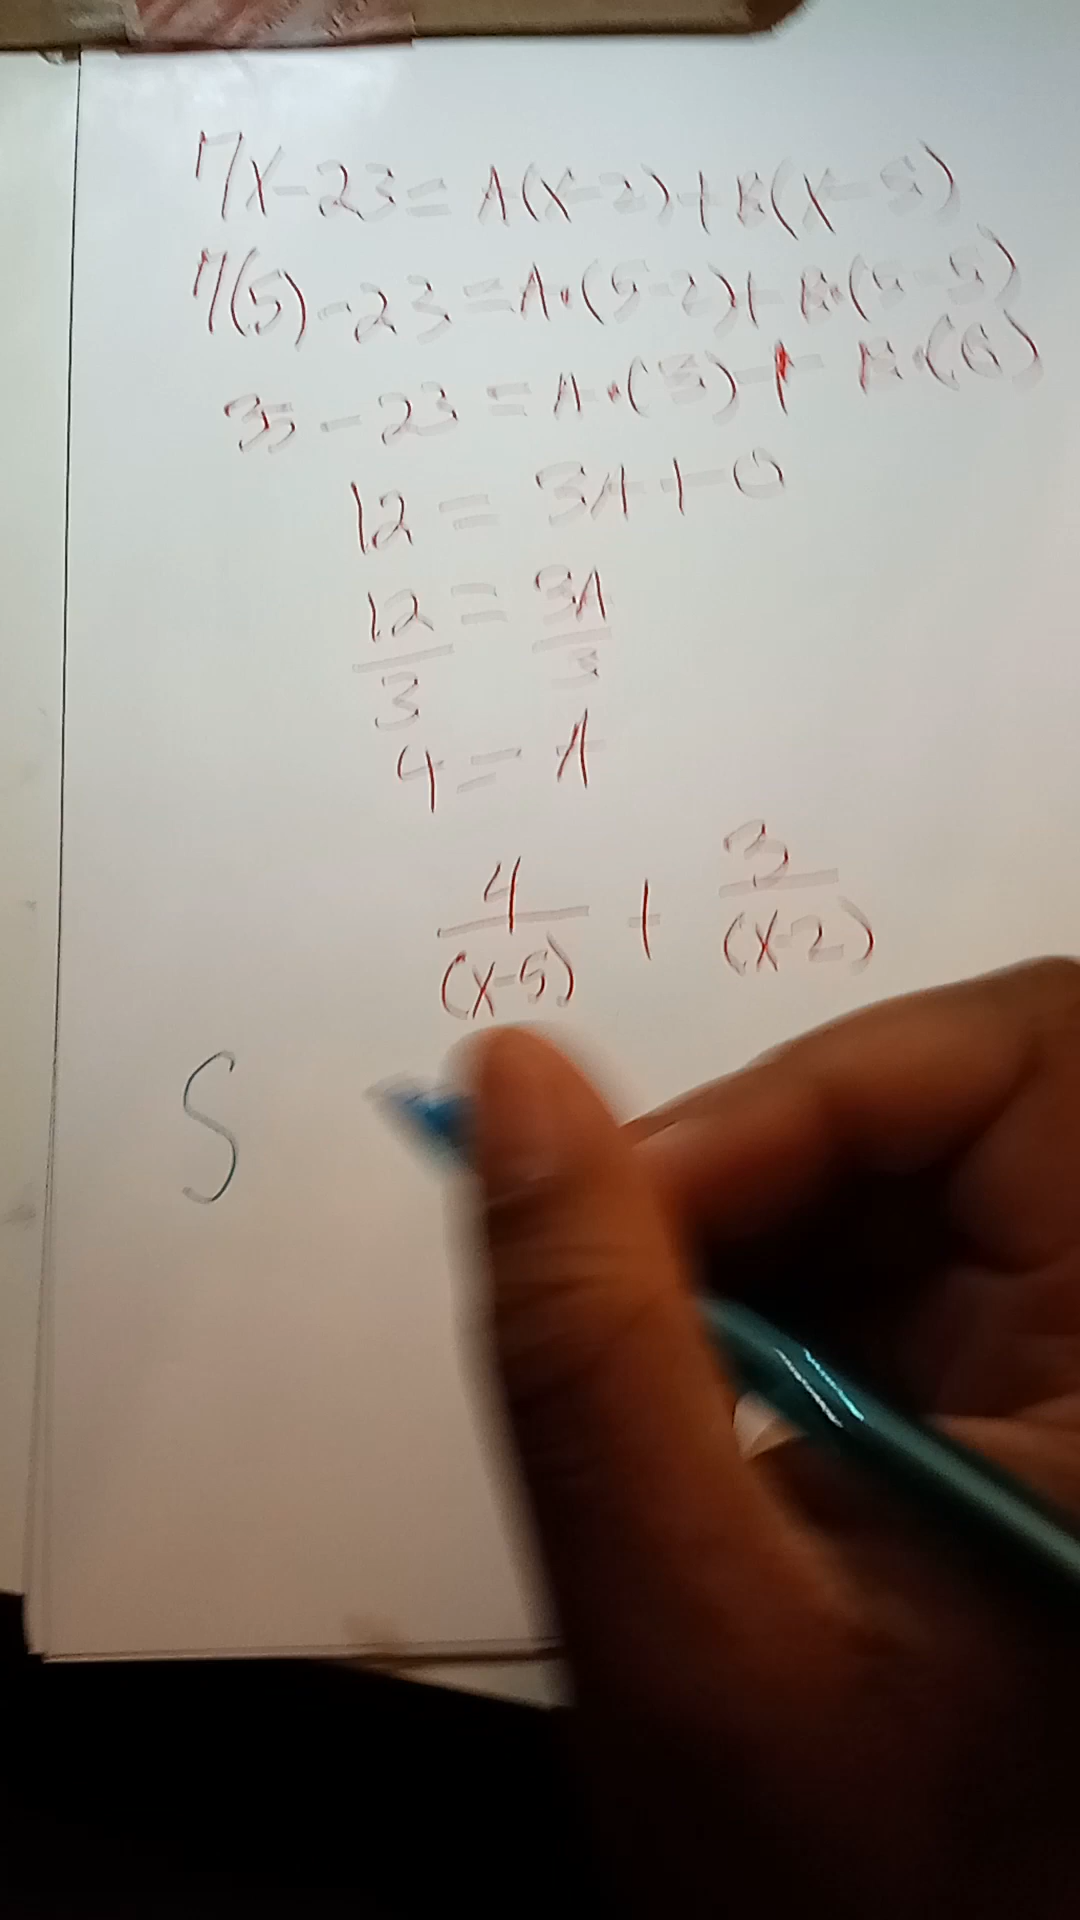 7x-23=A(x-2)+B(x-5)
7(5)-23=A·(5-2)+B·(5-5)
35-23=A·(3)+B·(0)
12=3A+0
12/3=3A/3
4=A
4/(x-5)+3/(x-2)
∫